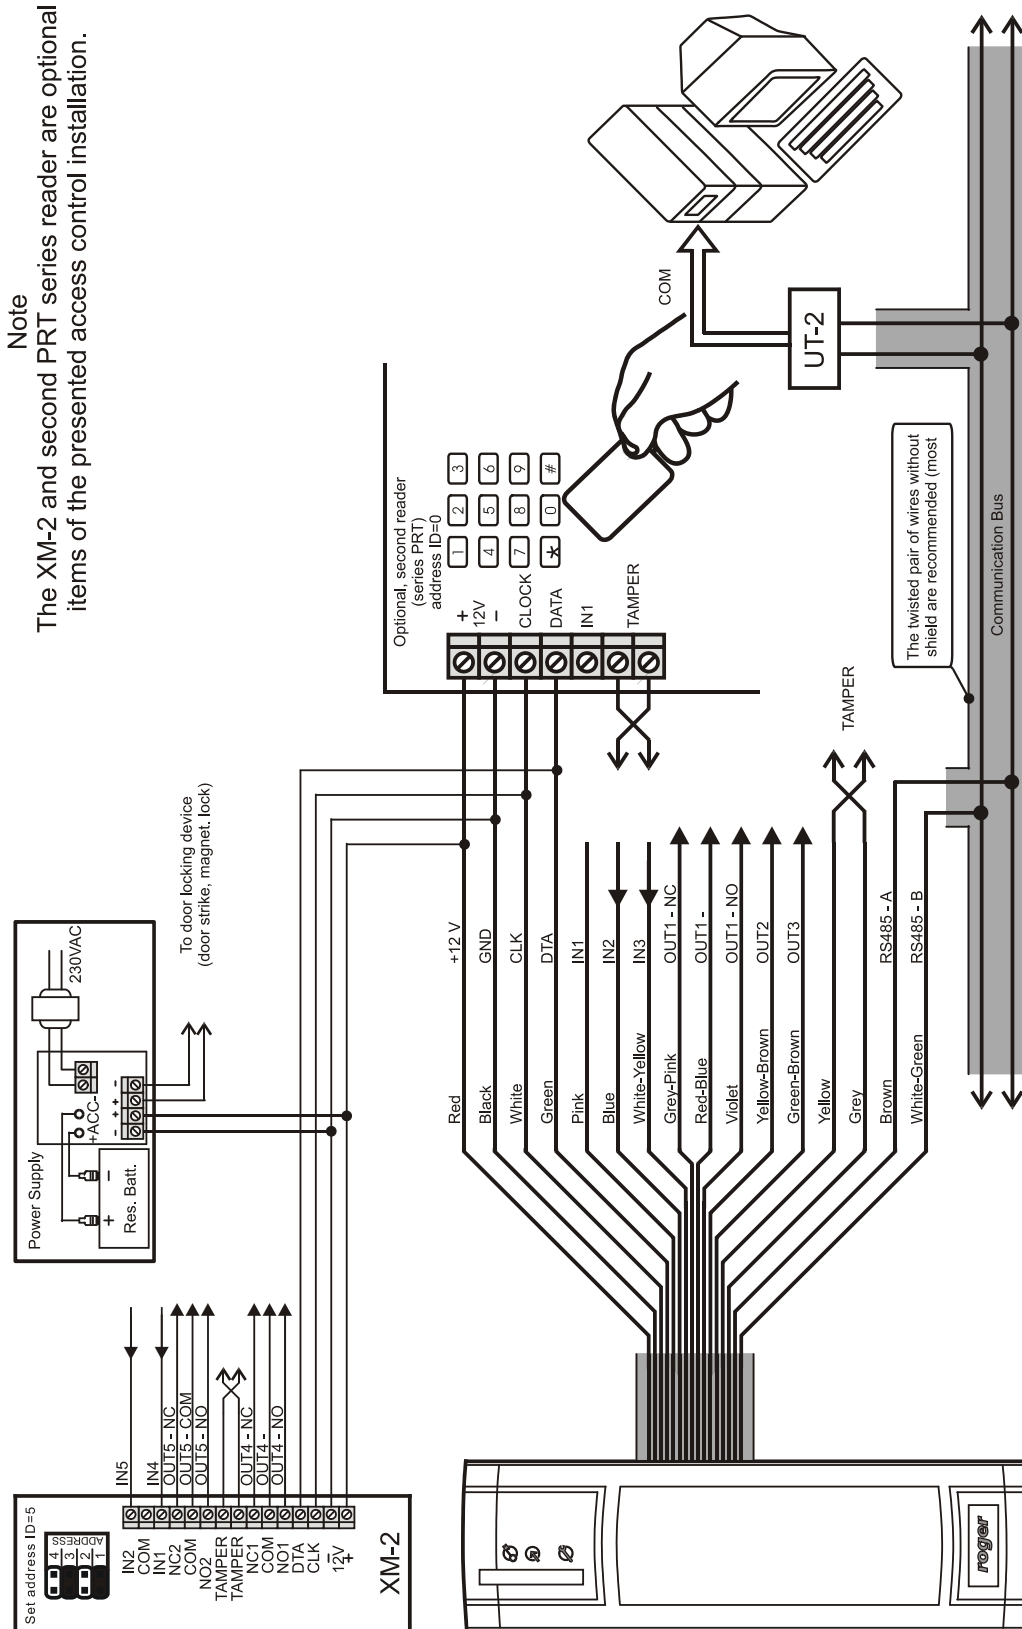 Note
The XM-2 and second PRT series reader are optional
items of the presented access control installation.
Set address ID=5
4
3
2
1
ADDRESS
IN2
COM
IN1
NC2
COM
NO2
TAMPER
TAMPER
NC1
COM
NO1
DTA
CLK
-
12V
+
XM-2
IN5
IN4
OUT5 - NC
OUT5 - COM
OUT5 - NO
OUT4 - NC
OUT4 -
OUT4 - NO
Power Supply
+ACC-
- + + -
+ -
Res. Batt.
230VAC
To door locking device
(door strike, magnet. lock)
Optional, second reader
(series PRT)
address ID=0
1 2 3
4 5 6
7 8 9
* 0 #
+
12V
-
CLOCK
DATA
IN1
TAMPER
COM
UT-2
Red +12 V
Black GND
White CLK
Green DTA
Pink IN1
Blue IN2
White-Yellow IN3
Grey-Pink OUT1 - NC
Red-Blue OUT1 -
Violet OUT1 - NO
Yellow-Brown OUT2
Green-Brown OUT3
Yellow
Grey
TAMPER
Brown RS485 - A
White-Green RS485 - B
The twisted pair of wires without
shield are recommended (most
Communication Bus
roger